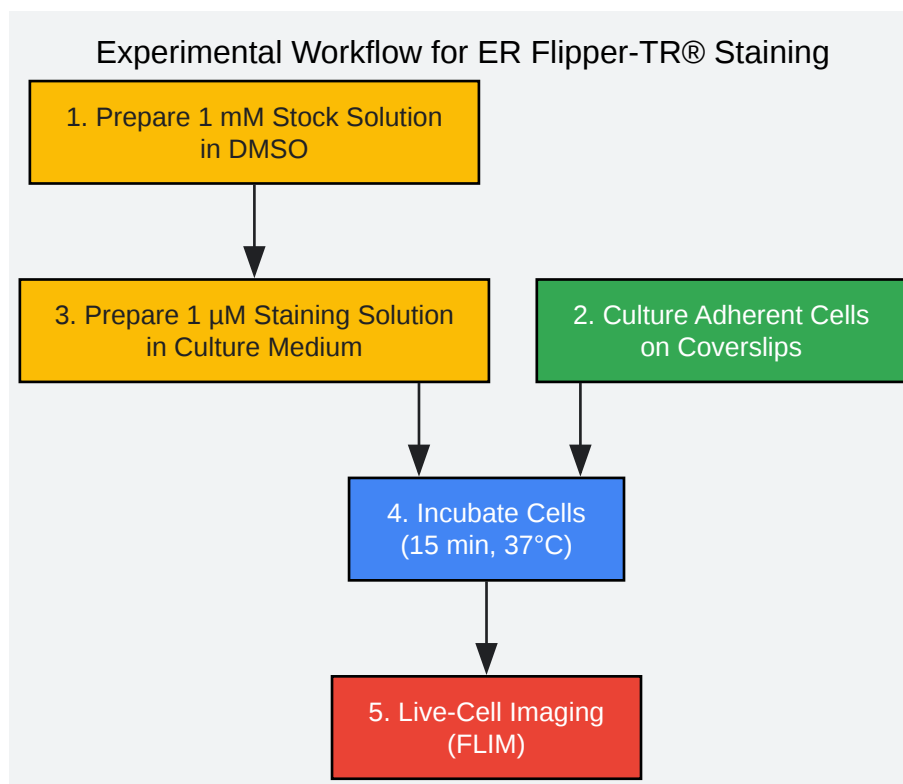 Experimental Workflow for ER Flipper-TR® Staining
1. Prepare 1 mM Stock Solution
in DMSO
3. Prepare 1 µM Staining Solution
in Culture Medium
2. Culture Adherent Cells
on Coverslips
4. Incubate Cells
(15 min, 37°C)
5. Live-Cell Imaging
(FLIM)